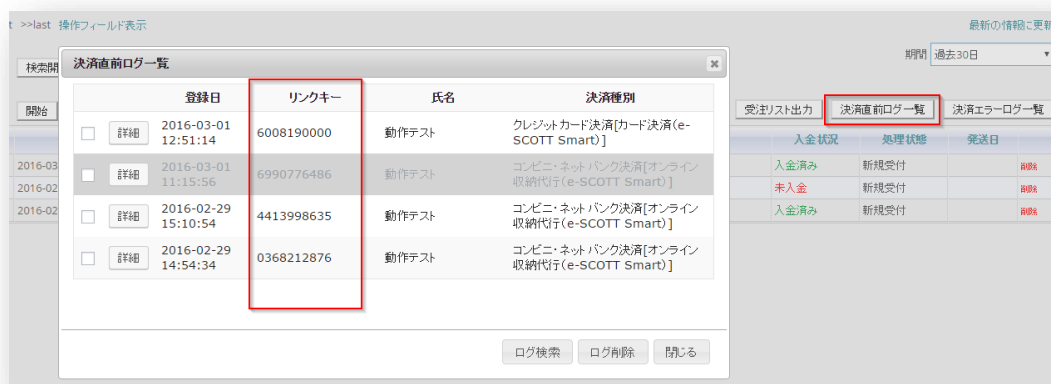 t >>last 操作フィールド表示 最新の情報に更新
検索開 期間 過去30日
決済直前ログ一覧
開始 受注リスト出力 決済直前ログ一覧 決済エラーログ一覧
登録日 リンクキー 氏名 決済種別
入金状況 処理状態 発送日
詳細 2016-03-01 12:51:14 6008190000 動作テスト クレジットカード決済[カード決済(e-
SCOTT Smart)]
詳細 2016-03-01 11:15:56 6990776486 動作テスト コンビニ・ネットバンク決済[オンライン
収納代行(e-SCOTT Smart)]
詳細 2016-02-29 15:10:54 4413998635 動作テスト コンビニ・ネットバンク決済[オンライン
収納代行(e-SCOTT Smart)]
詳細 2016-02-29 14:54:34 0368212876 動作テスト コンビニ・ネットバンク決済[オンライン
収納代行(e-SCOTT Smart)]
2016-03 入金済み 新規受付 削除
2016-02 未入金 新規受付 削除
2016-02 入金済み 新規受付 削除
ログ検索 ログ削除 閉じる